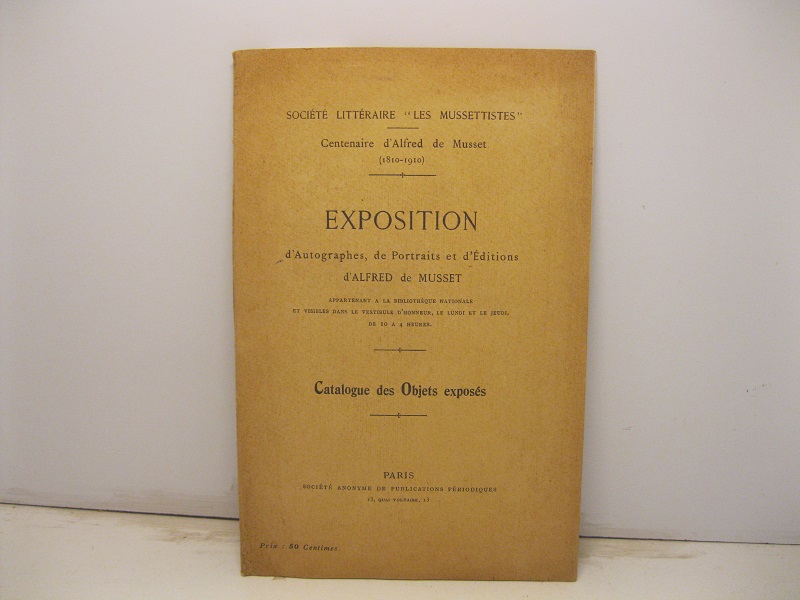 SOCIÉTÉ LITTÉRAIRE "LES MUSSETTISTES"
Centenaire d'Alfred de Musset
(1810-1910)
EXPOSITION
d'Autographes, de Portraits et d'Éditions
d'ALFRED de MUSSET
APPARTENANT A LA BIBLIOTHÈQUE NATIONALE
ET VISIBLES DANS LE VESTIBULE D'HONNEUR, LE LUNDI ET LE JEUDI,
DE 10 A 4 HEURES.
Catalogue des Objets exposés
PARIS
SOCIÉTÉ ANONYME DE PUBLICATIONS PÉRIODIQUES
13, QUAI VOLTAIRE, 13
Prix : 50 Centimes.